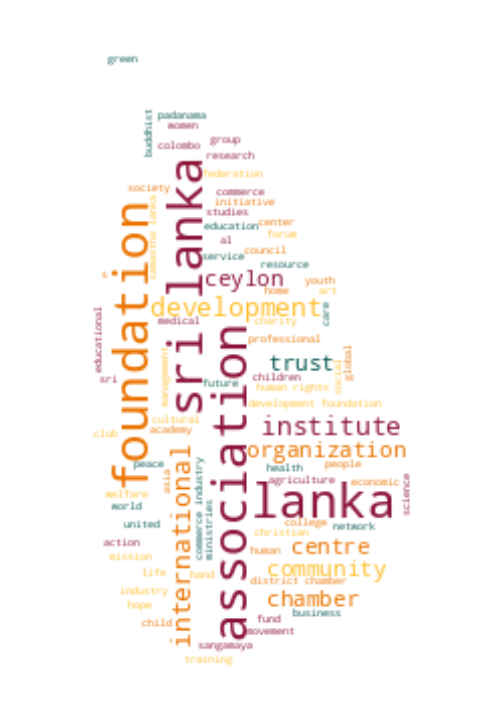 green
buddhist
padanama
women
colombo
group
research
federation
society
commerce
initiative
samastha lanka
studies
education
center
forum
al
council
service
resource
sri lanka
foundation
ceylon
youth
home
art
development
care
educational
medical
charity
association
professional
trust
global
social
management
sri
future
children
human rights
development foundation
cultural
academy
institute
club
organization
peace
health
people
asia
international
commerce industry
agriculture
economic
science
welfare
lanka
world
ministries
united
college
network
christian
action
human
centre
mission
community
life
hand
district chamber
industry
chamber
hope
business
child
fund
movement
sangamaya
training